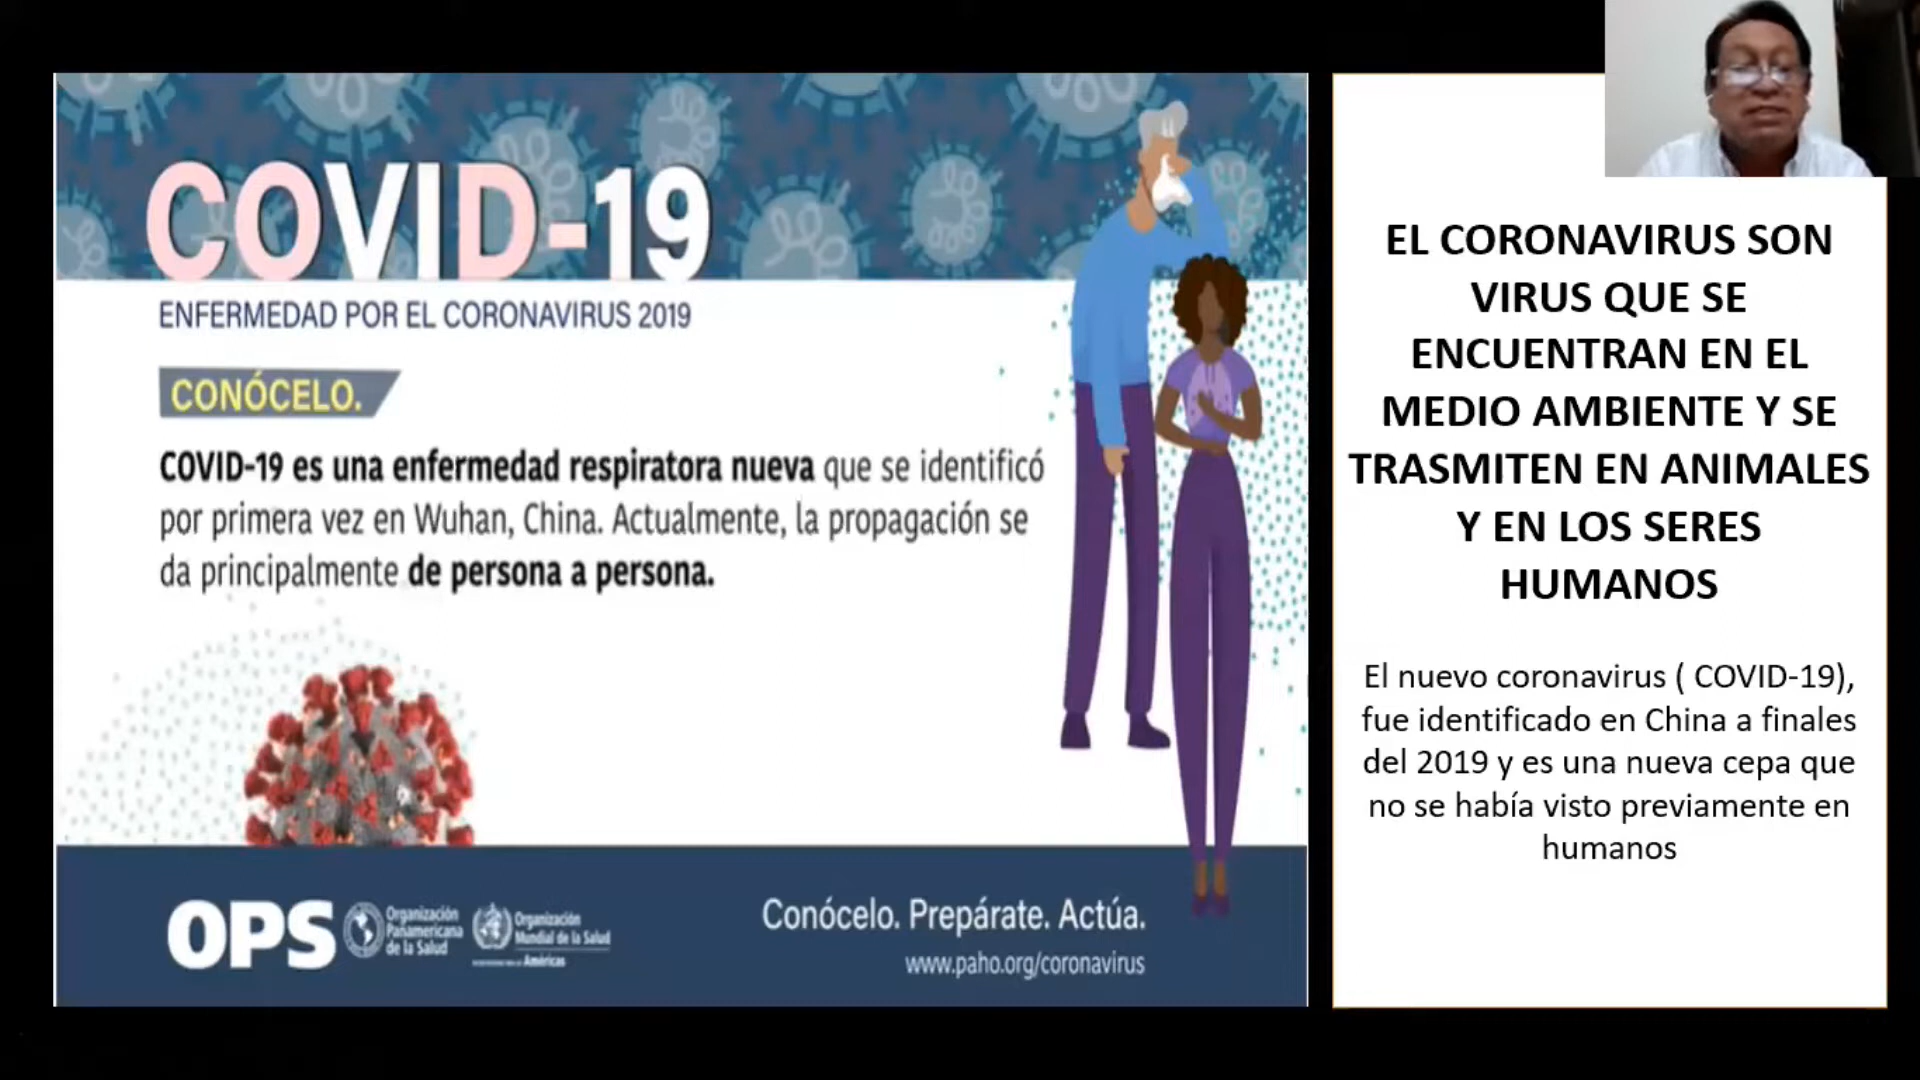 COVID-19
ENFERMEDAD POR EL CORONAVIRUS 2019
CONÓCELO.
COVID-19 es una enfermedad respiratora nueva que se identificó
por primera vez en Wuhan, China. Actualmente, la propagación se
da principalmente de persona a persona.
OPS
Organización
Panamericana
de la Salud
Organización
Mundial de la Salud
Américas
Conócelo. Prepárate. Actúa.
www.paho.org/coronavirus
EL CORONAVIRUS SON
VIRUS QUE SE
ENCUENTRAN EN EL
MEDIO AMBIENTE Y SE
TRASMITEN EN ANIMALES
Y EN LOS SERES
HUMANOS
El nuevo coronavirus ( COVID-19),
fue identificado en China a finales
del 2019 y es una nueva cepa que
no se había visto previamente en
humanos